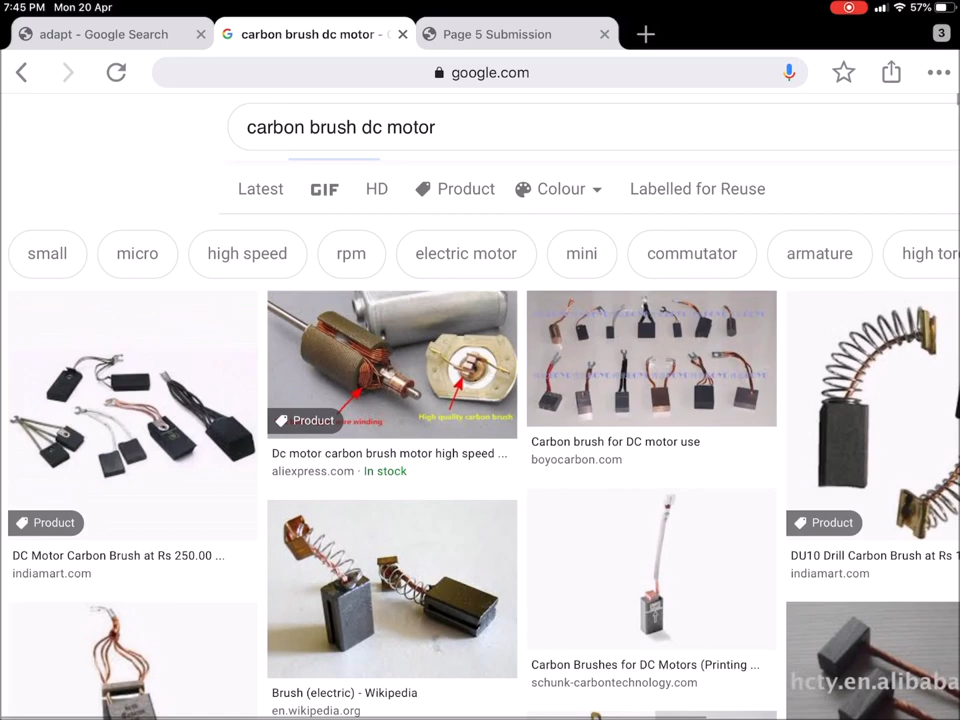 7:45 PM Mon 20 Apr
57%
adapt - Google Search
carbon brush dc motor -
Page 5 Submission
3
google.com
carbon brush dc motor
Latest
GIF
HD
Product
Colour
Labelled for Reuse
small
micro
high speed
rpm
electric motor
mini
commutator
armature
high tor
Product
winding
High quality carbon brush
Dc motor carbon brush motor high speed ...
aliexpress.com · In stock
Carbon brush for DC motor use
boyocarbon.com
Product
Product
DC Motor Carbon Brush at Rs 250.00 ...
indiamart.com
DU10 Drill Carbon Brush at Rs 1
indiamart.com
Carbon Brushes for DC Motors (Printing ...
schunk-carbontechnology.com
Brush (electric) - Wikipedia
en.wikipedia.org
hcty.en.alibaba